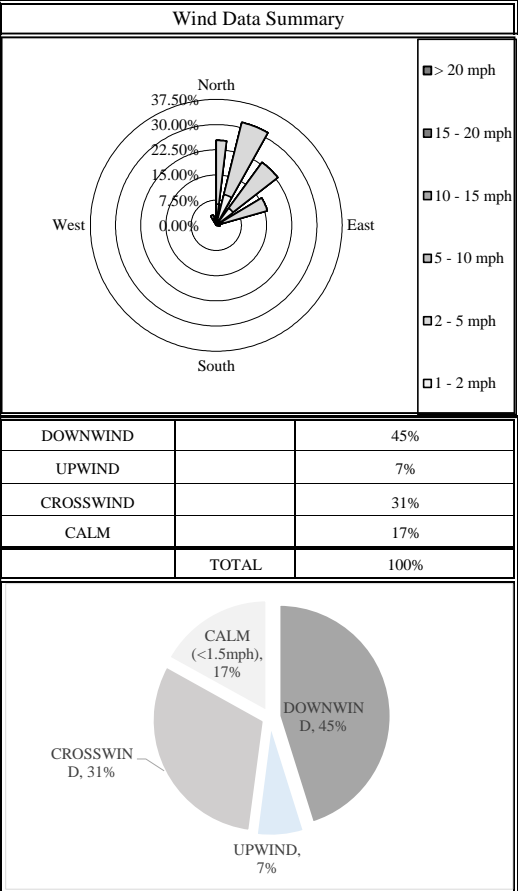 Wind Data Summary
North
37.50%
30.00%
22.50%
15.00%
7.50%
0.00%
West
East
South
> 20 mph
15 - 20 mph
10 - 15 mph
5 - 10 mph
2 - 5 mph
1 - 2 mph
DOWNWIND 45%
UPWIND 7%
CROSSWIND 31%
CALM 17%
TOTAL 100%
CALM
(<1.5mph),
17%
DOWNWIN
D, 45%
CROSSWIN
D, 31%
UPWIND,
7%